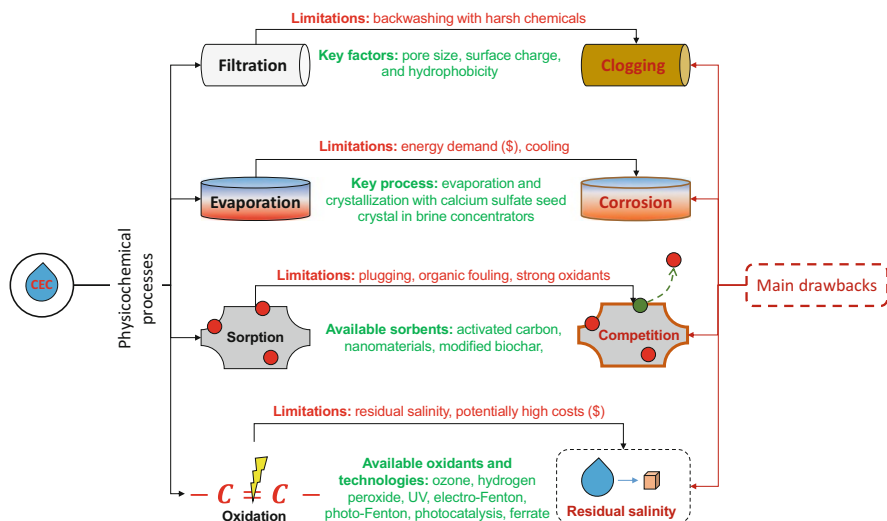 Limitations: backwashing with harsh chemicals
Filtration
Key factors: pore size, surface charge,
and hydrophobicity
Clogging
Limitations: energy demand ($), cooling
Evaporation
Key process: evaporation and
crystallization with calcium sulfate seed
crystal in brine concentrators
Corrosion
CEC
Physicochemical
processes
Main drawbacks
Limitations: plugging, organic fouling, strong oxidants
Sorption
Available sorbents: activated carbon,
nanomaterials, modified biochar,
Competition
Limitations: residual salinity, potentially high costs ($)
C = C
Oxidation
Available oxidants and
technologies: ozone, hydrogen
peroxide, UV, electro-Fenton,
photo-Fenton, photocatalysis, ferrate
Residual salinity